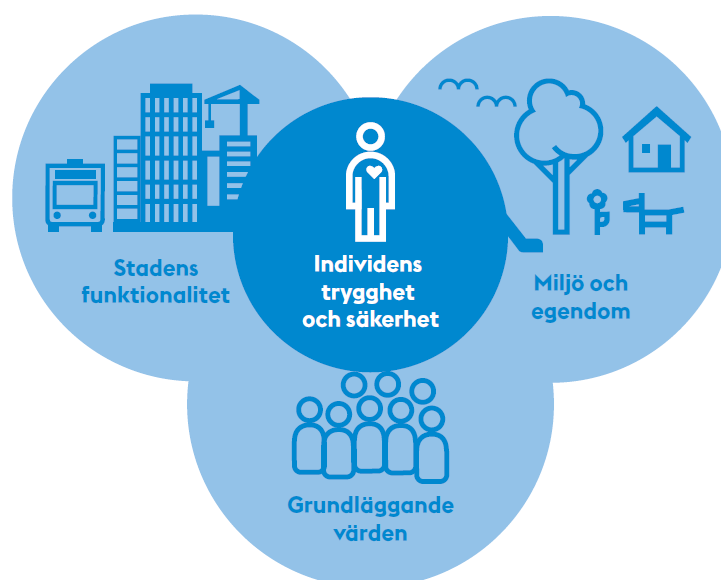 Stadens
funktionalitet
Individens
trygghet
och säkerhet
Miljö och
egendom
Grundläggande
värden